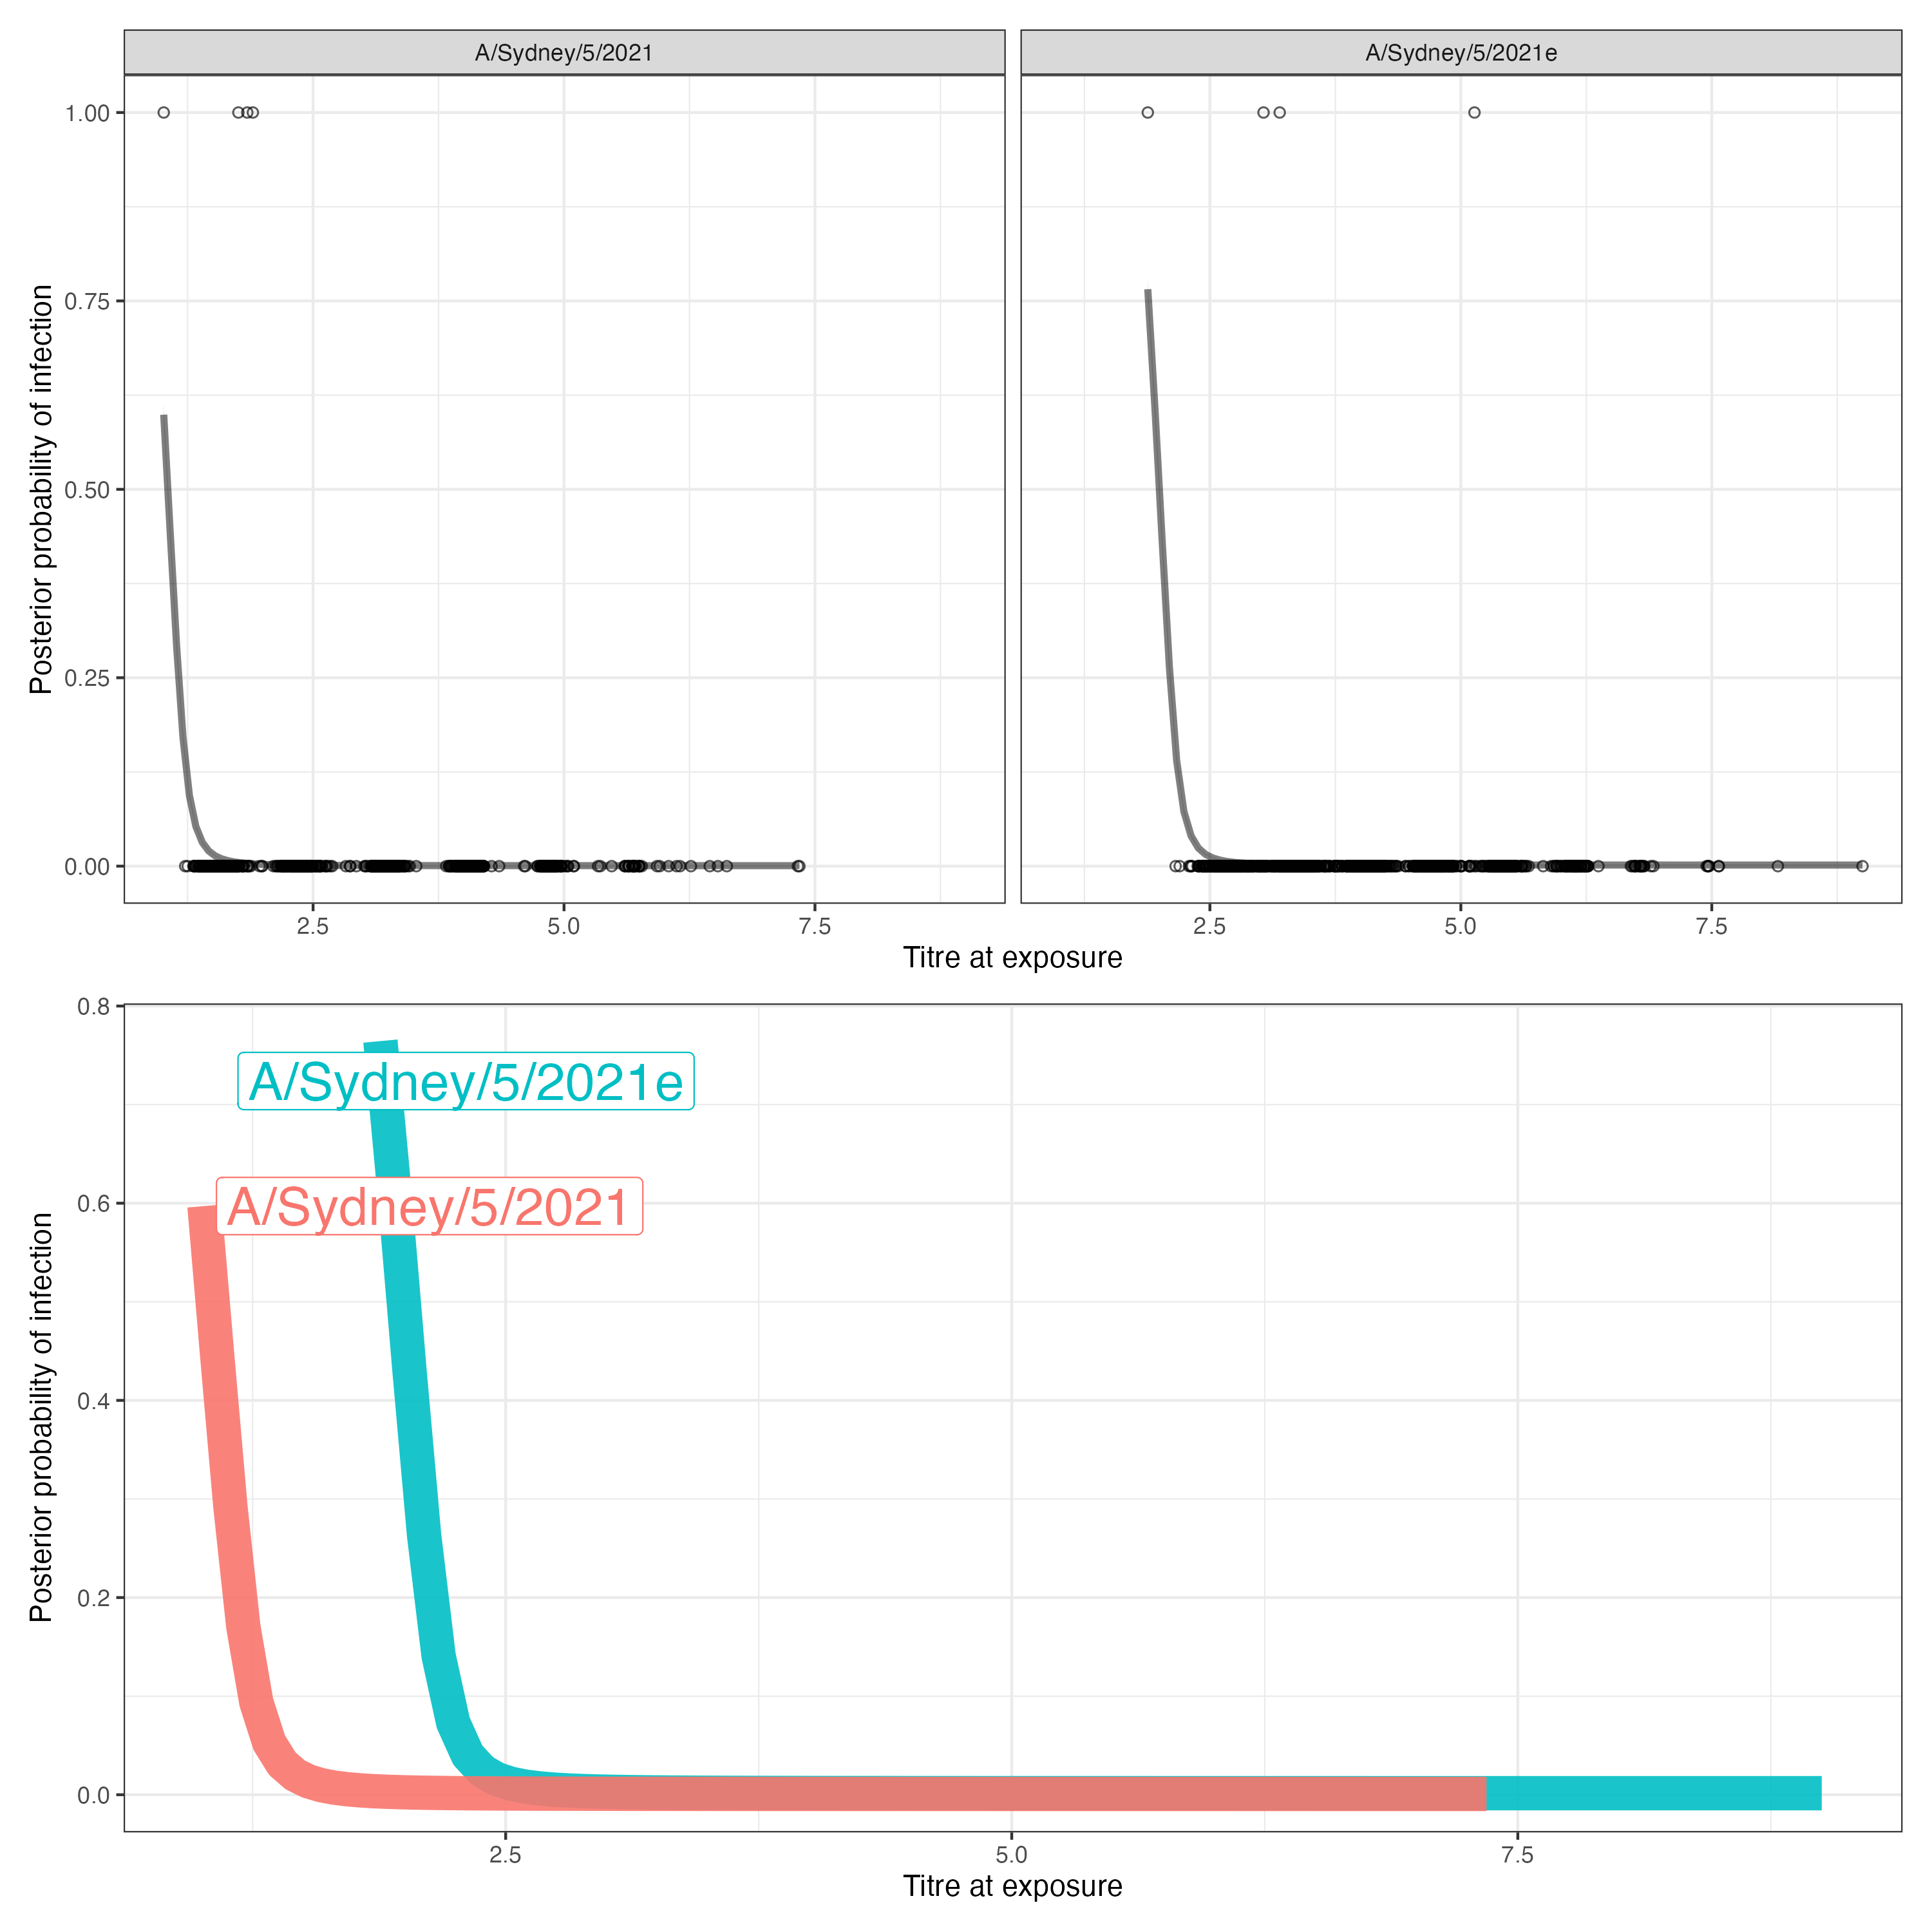 A/Sydney/5/2021
A/Sydney/5/2021e
Posterior probability of infection
1.00
0.75
0.50
0.25
0.00
2.5
5.0
7.5
2.5
5.0
7.5
Titre at exposure
Posterior probability of infection
0.8
0.6
0.4
0.2
0.0
A/Sydney/5/2021e
A/Sydney/5/2021
2.5
5.0
7.5
Titre at exposure